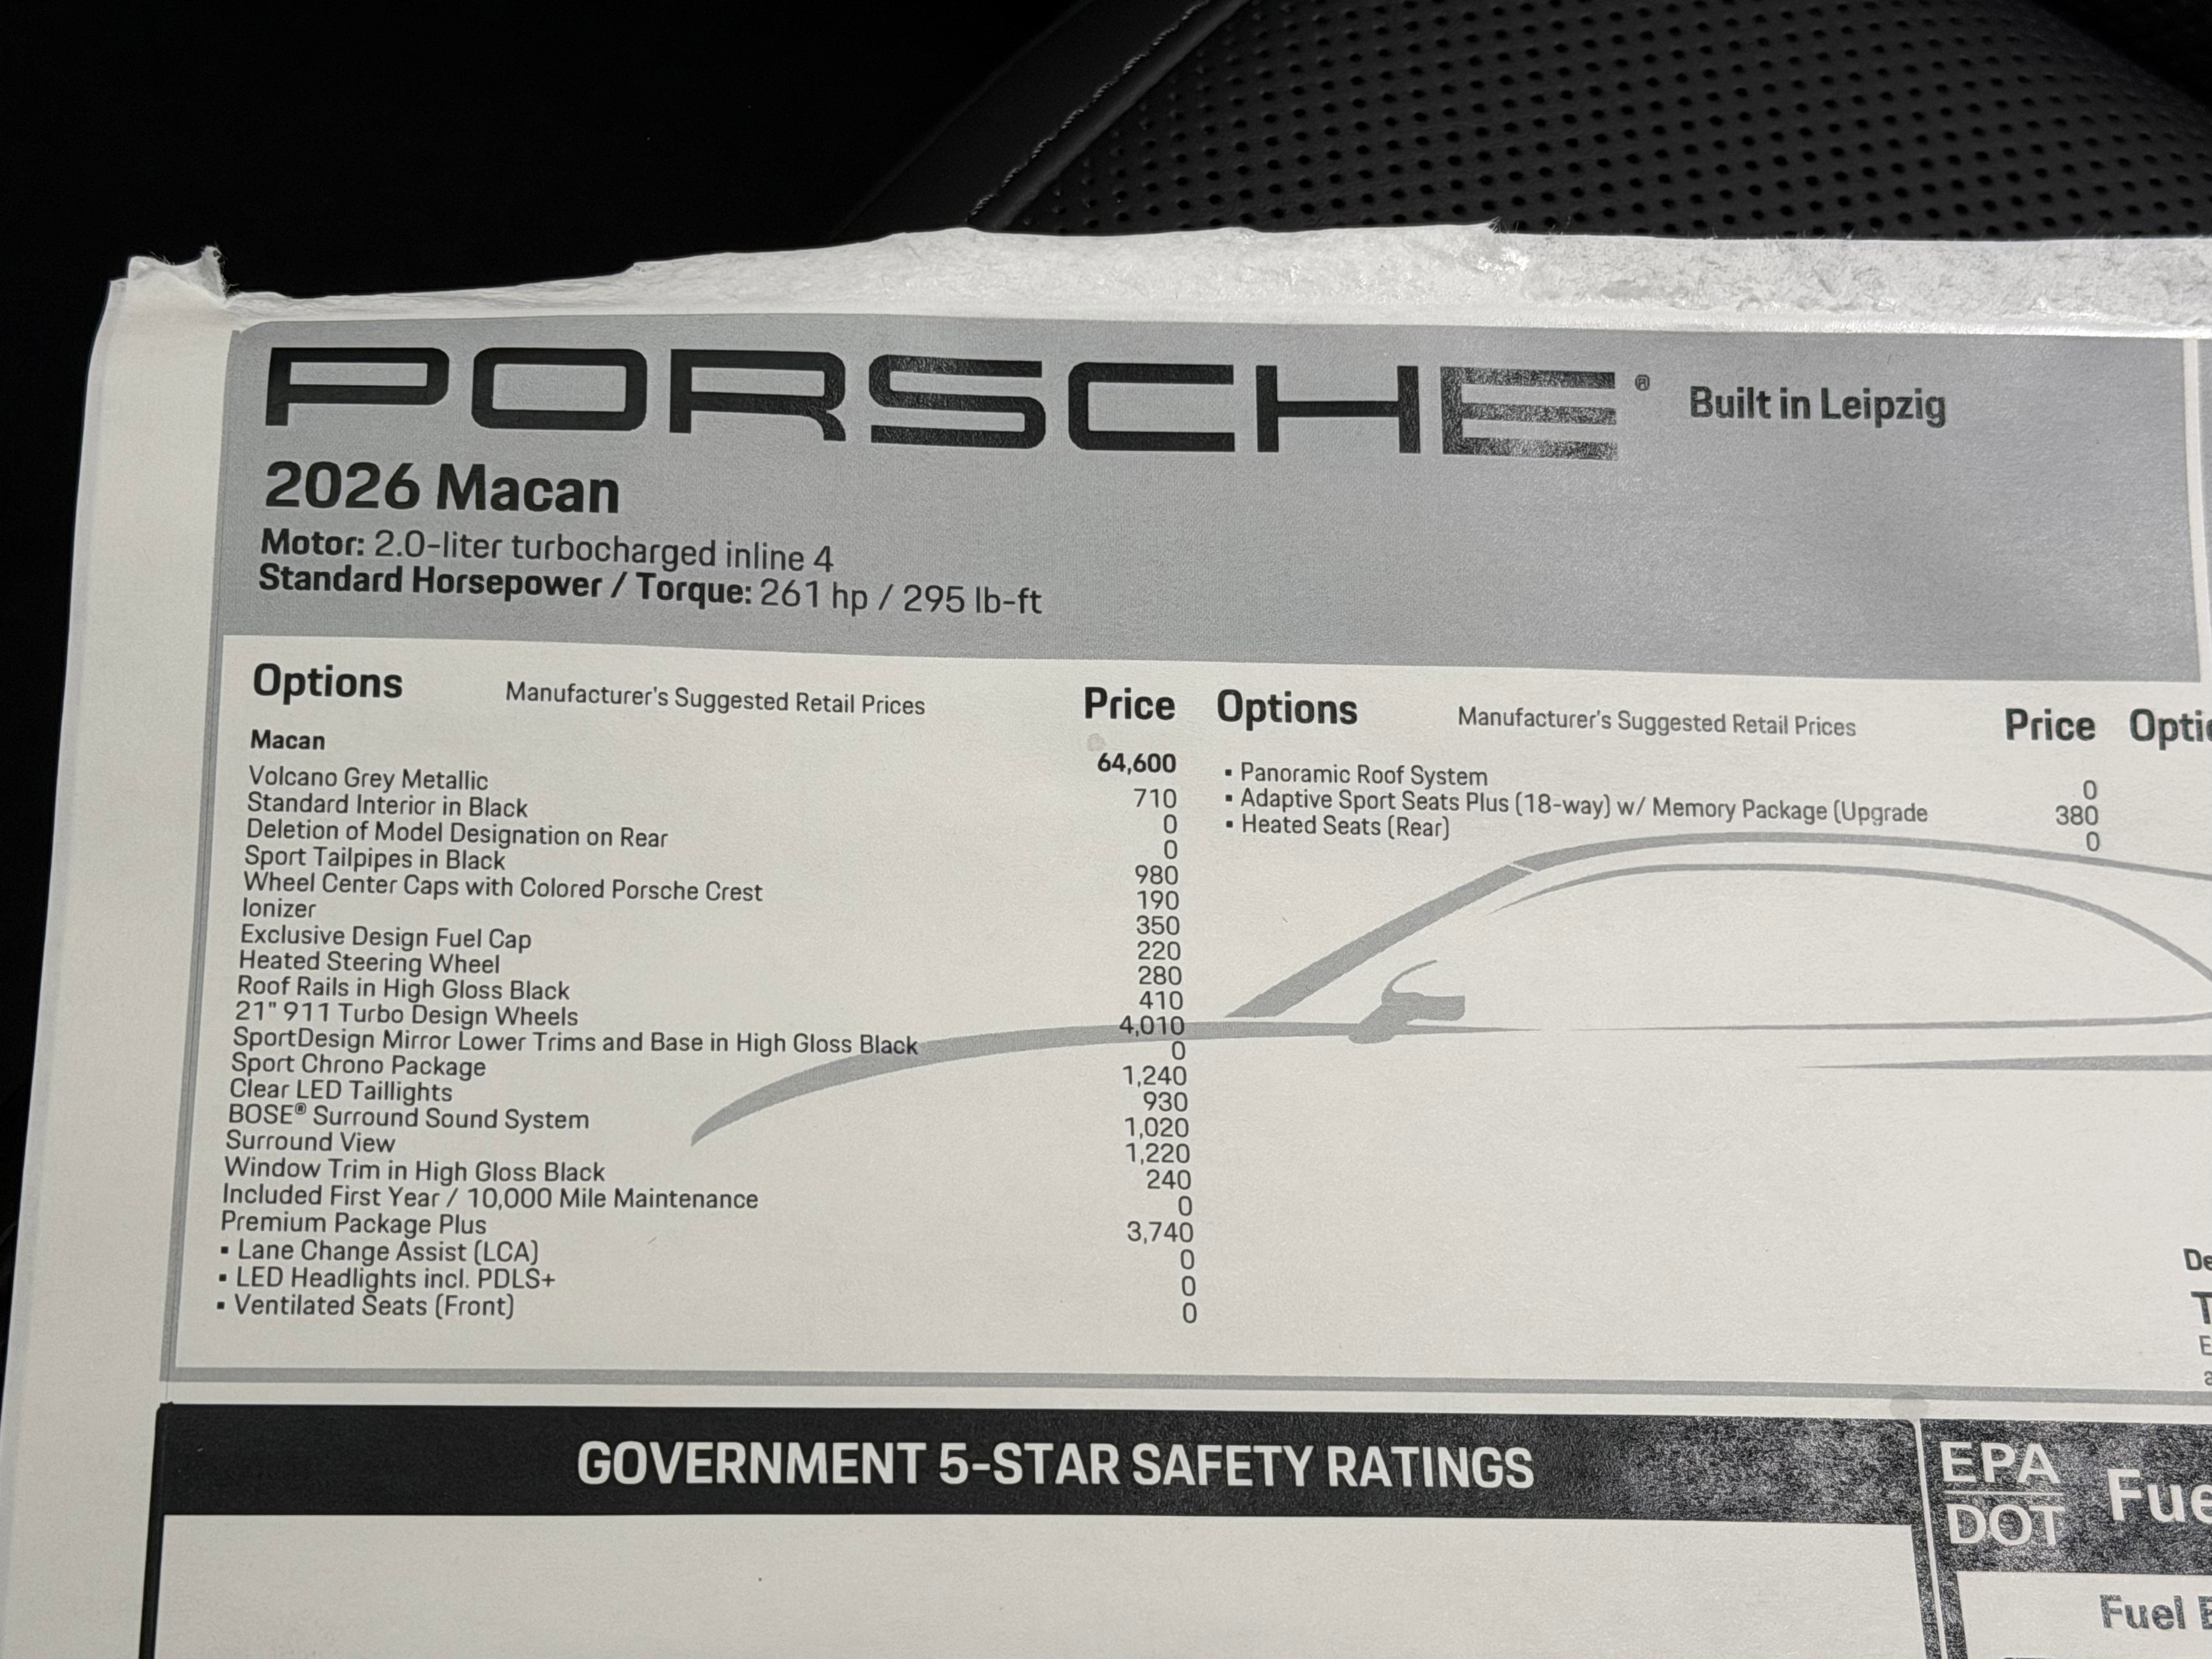 PORSCHE® Built in Leipzig
2026 Macan
Motor: 2.0-liter turbocharged inline 4
Standard Horsepower / Torque: 261 hp / 295 lb-ft
Options Manufacturer's Suggested Retail Prices Price
Macan 64,600
Volcano Grey Metallic 710
Standard Interior in Black 0
Deletion of Model Designation on Rear 0
Sport Tailpipes in Black 980
Wheel Center Caps with Colored Porsche Crest 190
Ionizer 350
Exclusive Design Fuel Cap 220
Heated Steering Wheel 280
Roof Rails in High Gloss Black 410
21" 911 Turbo Design Wheels 4,010
SportDesign Mirror Lower Trims and Base in High Gloss Black 0
Sport Chrono Package 1,240
Clear LED Taillights 930
BOSE® Surround Sound System 1,020
Surround View 1,220
Window Trim in High Gloss Black 240
Included First Year / 10,000 Mile Maintenance 0
Premium Package Plus 3,740
▪ Lane Change Assist (LCA) 0
▪ LED Headlights incl. PDLS+ 0
▪ Ventilated Seats (Front) 0
Options Manufacturer's Suggested Retail Prices Price
▪ Panoramic Roof System 0
▪ Adaptive Sport Seats Plus (18-way) w/ Memory Package (Upgrade 380
▪ Heated Seats (Rear) 0
GOVERNMENT 5-STAR SAFETY RATINGS
EPA
DOT
Fuel